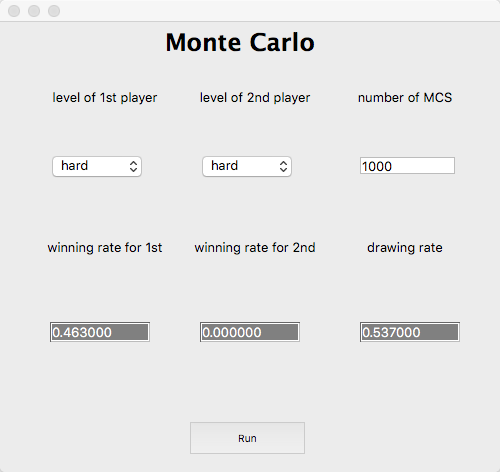 Monte Carlo
level of 1st player level of 2nd player number of MCS
hard hard 1000
winning rate for 1st winning rate for 2nd drawing rate
0.463000 0.000000 0.537000
Run